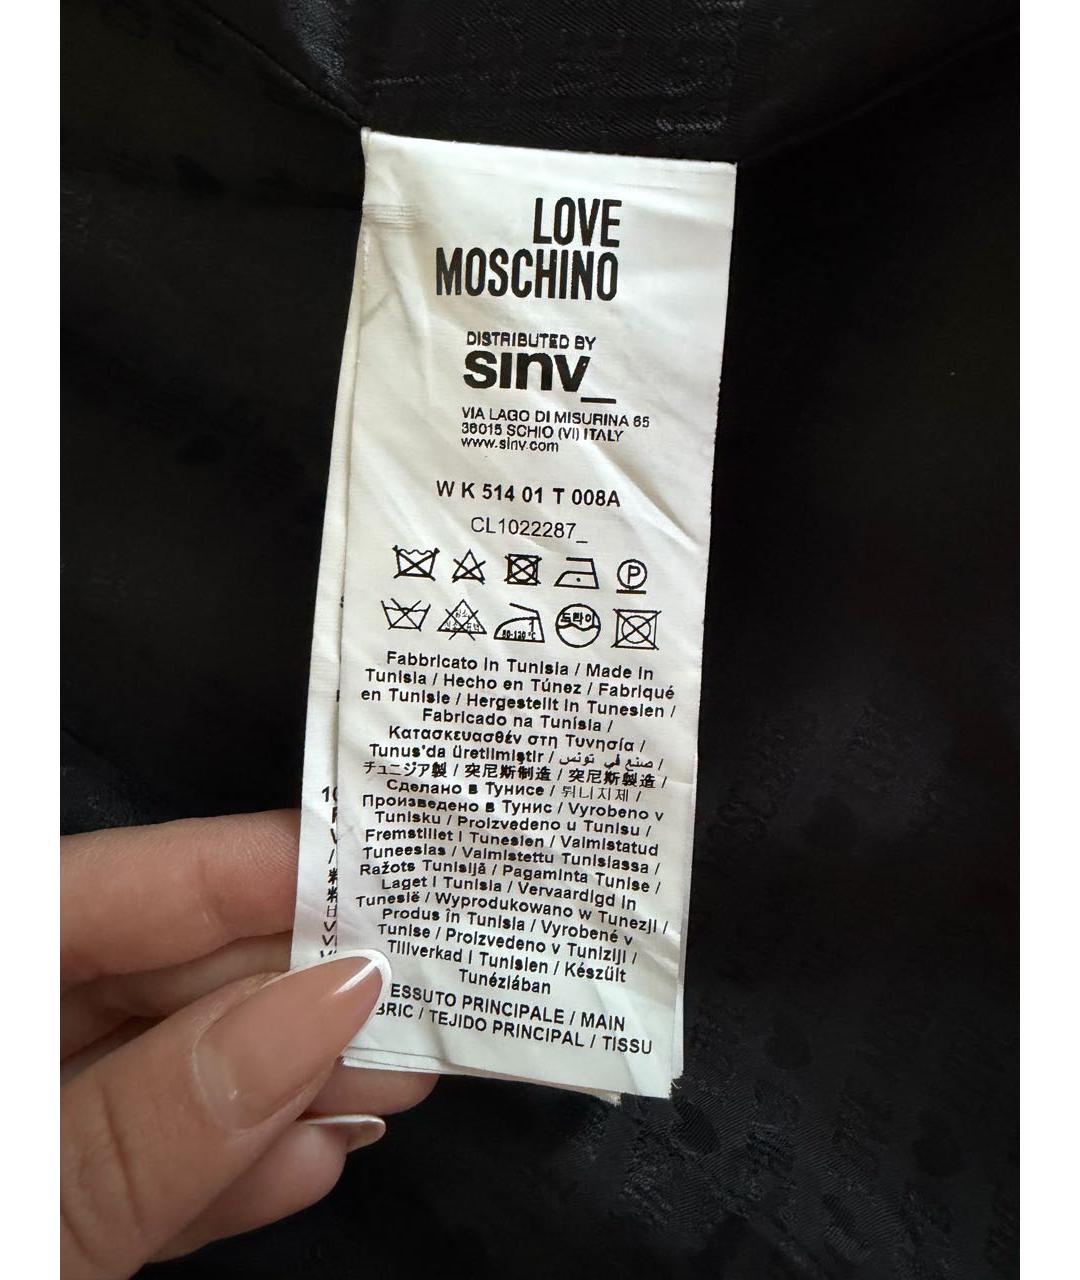 LOVE
MOSCHINO
DISTRIBUTED BY
sinv_
VIA LAGO DI MISURINA 65
36015 SCHIO (VI) ITALY
www.sinv.com
W K 514 01 T 008A
CL1022287_
P
드라이
80-120°C
Fabbricato in Tunisia / Made in
Tunisia / Hecho en Túnez / Fabriqué
en Tunisie / Hergestellt in Tunesien /
Fabricado na Tunísia /
Κατασκευασθέν στη Τυνησία /
Tunus'da üretilmiştir / صنع في تونس /
チュニジア製 / 突尼斯制造 / 突尼斯製造 /
Сделано в Тунисе / 튀니지제 /
Произведено в Тунис / Vyrobeno v
Tunisku / Proizvedeno u Tunisu /
Fremstillet i Tunesien / Valmistatud
Tuneesias / Valmistettu Tunisiassa /
Ražots Tunisijā / Pagaminta Tunise /
Laget i Tunisia / Vervaardigd in
Tunesië / Wyprodukowano w Tunezji /
Produs în Tunisia / Vyrobené v
Tunise / Proizvedeno v Tuniziji /
Tillverkad i Tunisien / Készült
Tunéziában
ESSUTO PRINCIPALE / MAIN
BRIC / TEJIDO PRINCIPAL / TISSU